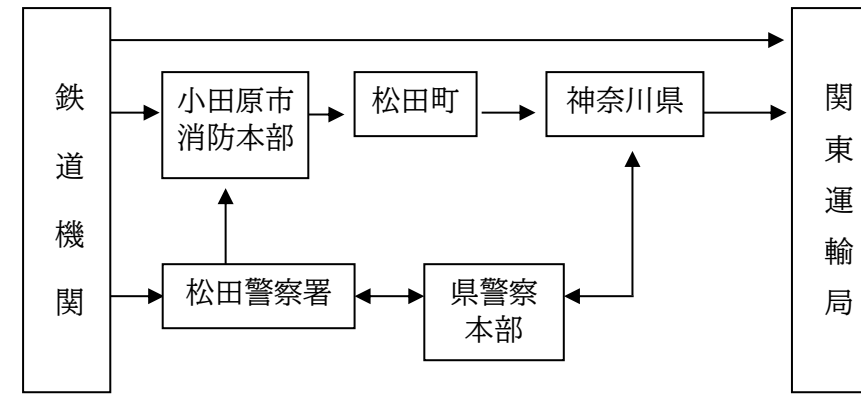 鉄道機関
小田原市
消防本部
松田町
神奈川県
関東運輸局
松田警察署
県警察
本部